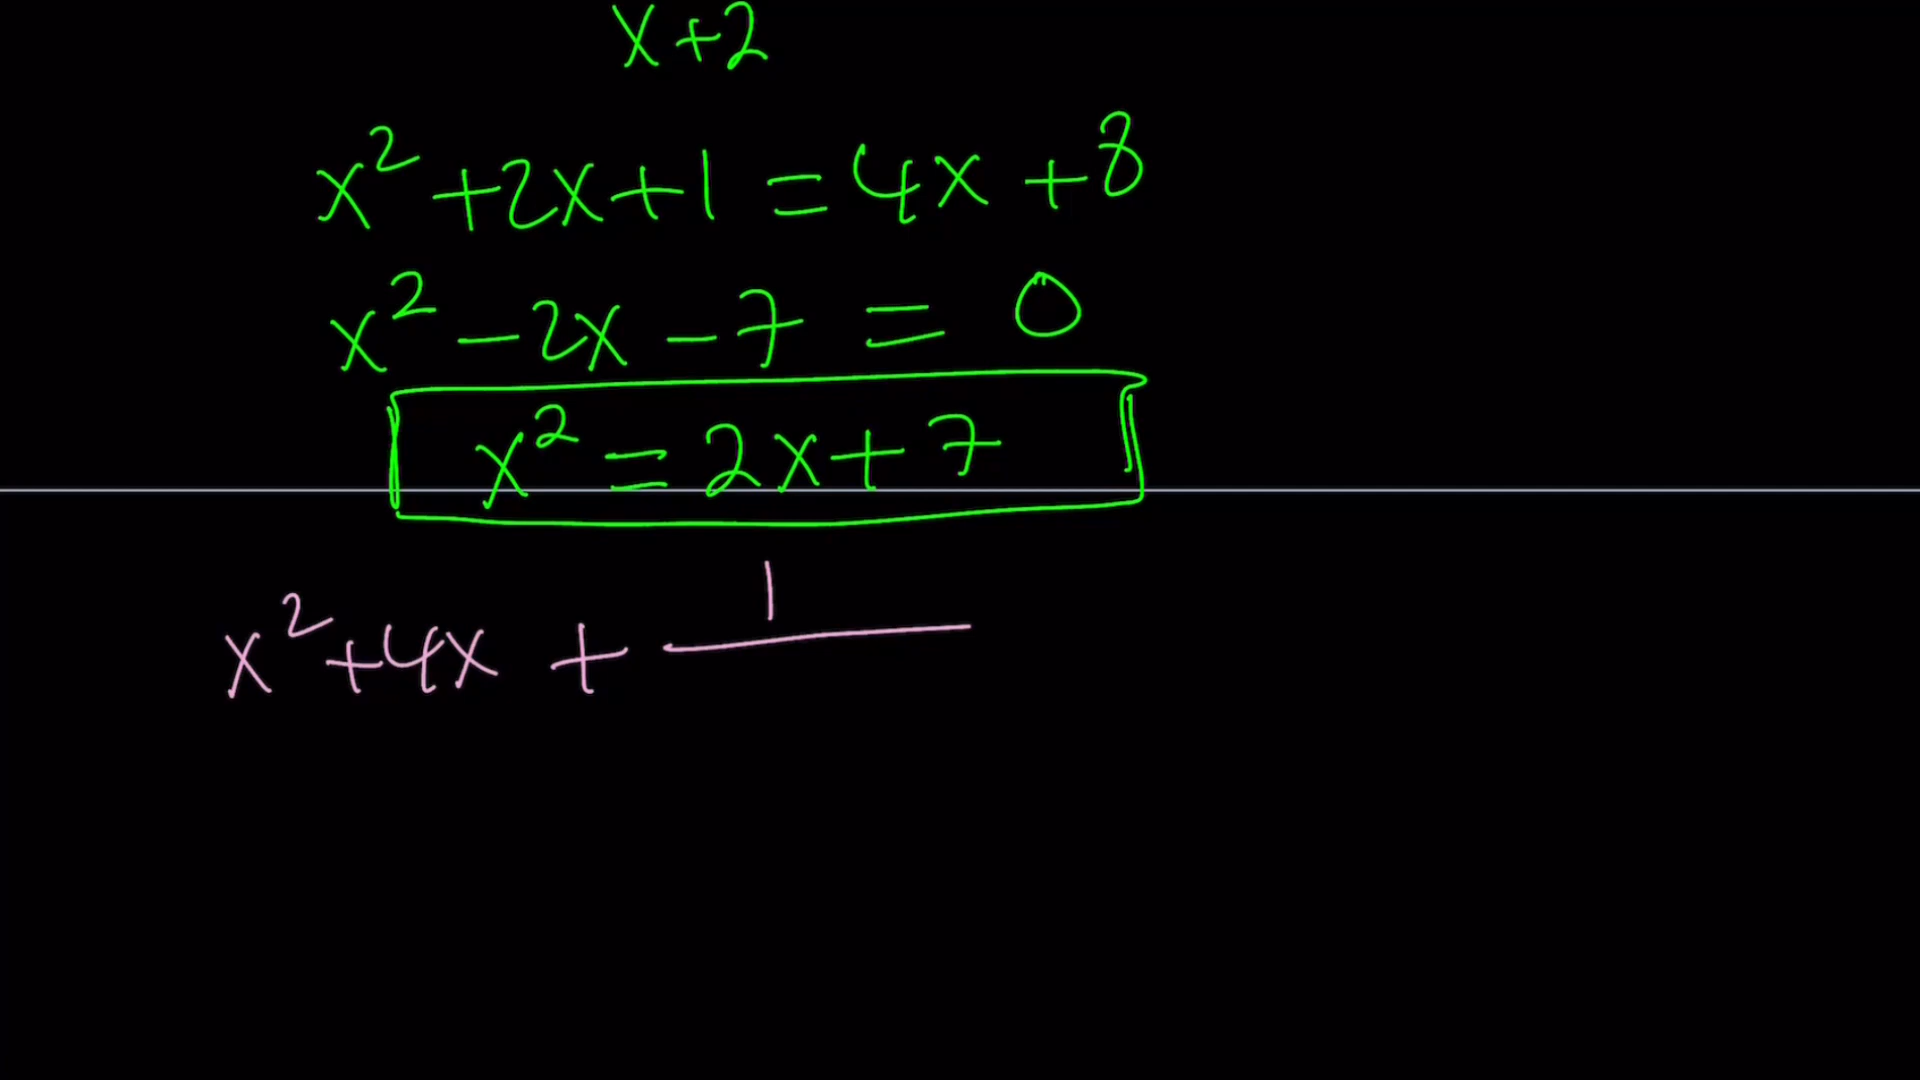 x+2
x² + 2x + 1 = 4x + 8
x² - 2x - 7 = 0
x² = 2x + 7
1
x² + 4x + ―